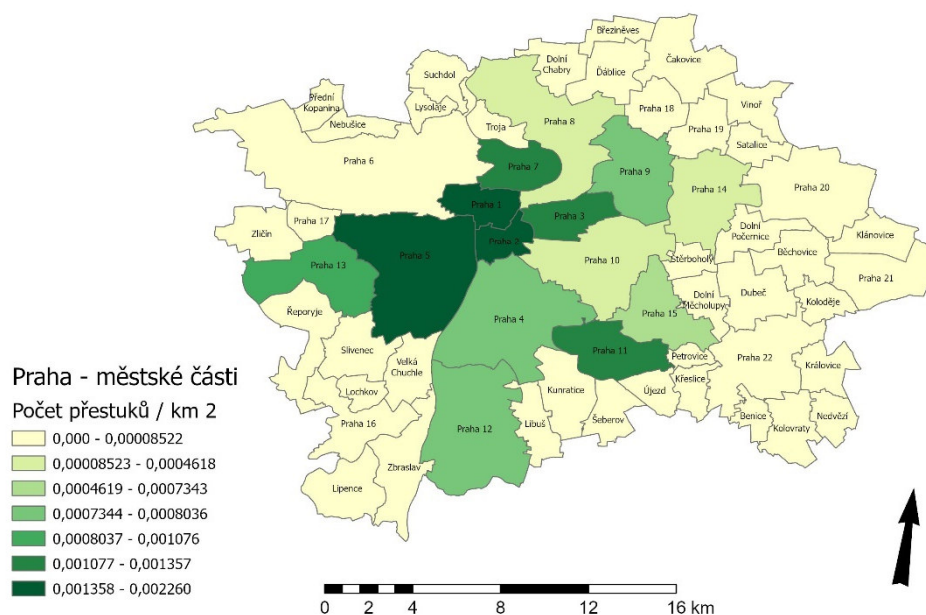 Březiněves
Dolní
Chabry
Ďáblice
Čakovice
Suchdol
Přední
Kopanina
Lysolaje
Nebušice
Praha 8
Troja
Praha 18
Vinoř
Praha 19
Satalice
Praha 6
Praha 7
Praha 9
Praha 14
Praha 20
Praha 1
Praha 3
Praha 17
Zličín
Praha 2
Praha 5
Dolní
Počernice
Klánovice
Běchovice
Štěrboholy
Praha 10
Praha 13
Praha 21
Dubeč
Koloděje
Dolní
Měcholupy
Řeporyje
Praha 4
Praha 15
Slivenec
Velká
Chuchle
Praha 11
Petrovice
Praha 22
Královice
Křeslice
Újezd
Kunratice
Lochkov
Praha 16
Libuš
Šeberov
Benice
Kolovraty
Nedvězí
Praha 12
Zbraslav
Lipence
Praha - městské části
Počet přestuků / km 2
0,000 - 0,00008522
0,00008523 - 0,0004618
0,0004619 - 0,0007343
0,0007344 - 0,0008036
0,0008037 - 0,001076
0,001077 - 0,001357
0,001358 - 0,002260
0 2 4 8 12 16 km